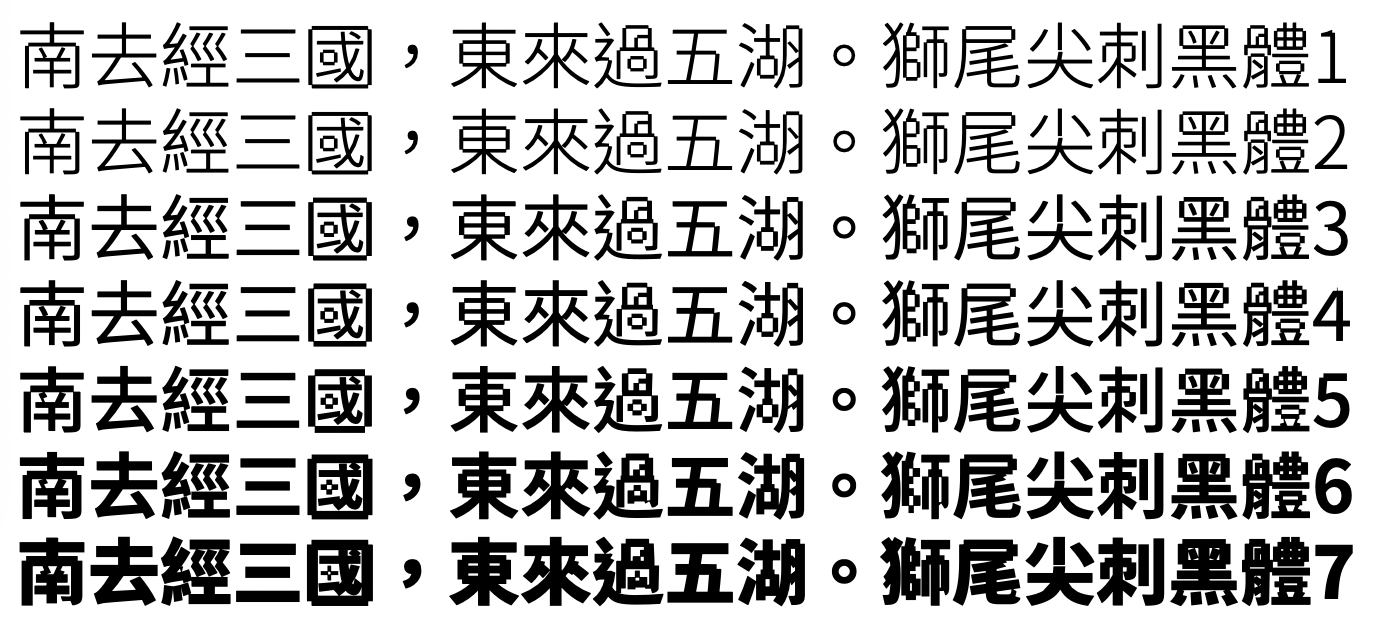 南去經三國，東來過五湖。獅尾尖刺黑體1
南去經三國，東來過五湖。獅尾尖刺黑體2
南去經三國，東來過五湖。獅尾尖刺黑體3
南去經三國，東來過五湖。獅尾尖刺黑體4
南去經三國，東來過五湖。獅尾尖刺黑體5
南去經三國，東來過五湖。獅尾尖刺黑體6
南去經三國，東來過五湖。獅尾尖刺黑體7